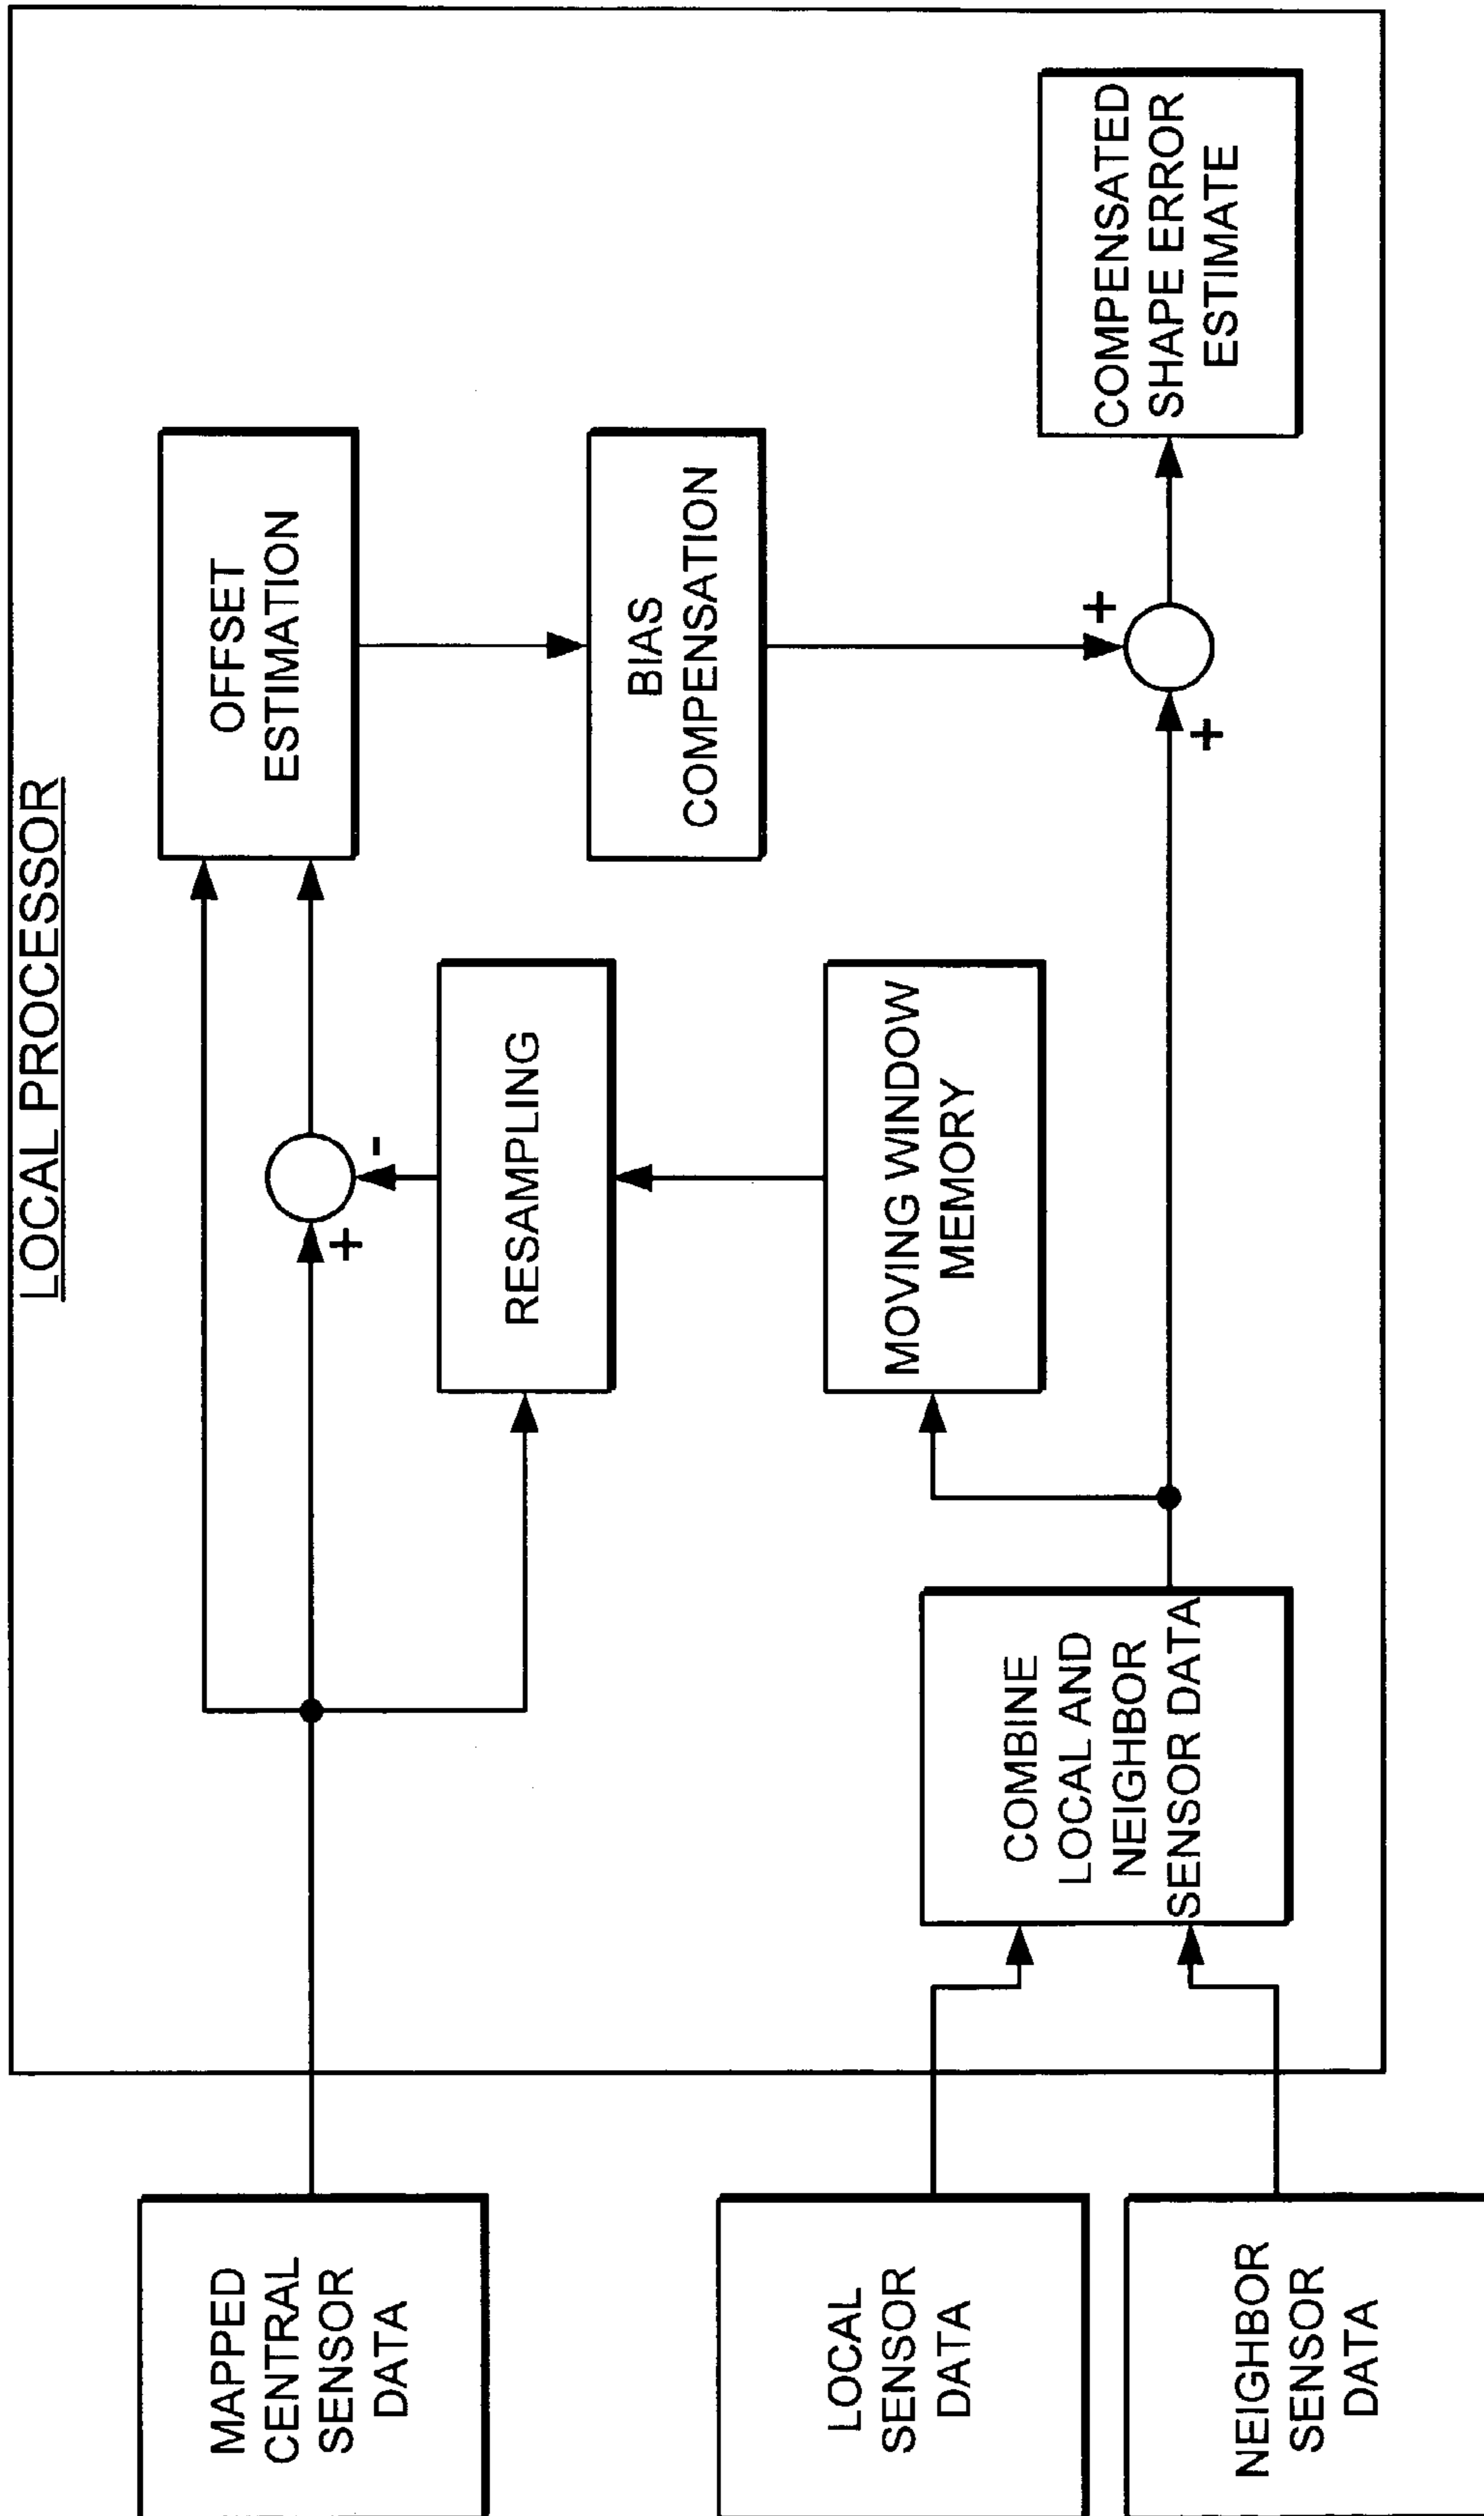 LOCAL PROCESSOR
MAPPED
CENTRAL
SENSOR
DATA
OFFSET
ESTIMATION
+
-
RESAMPLING
BIAS
COMPENSATION
LOCAL
SENSOR
DATA
MOVING WINDOW
MEMORY
COMBINE
LOCAL AND
NEIGHBOR
SENSOR DATA
+
+
COMPENSATED
SHAPE ERROR
ESTIMATE
NEIGHBOR
SENSOR
DATA